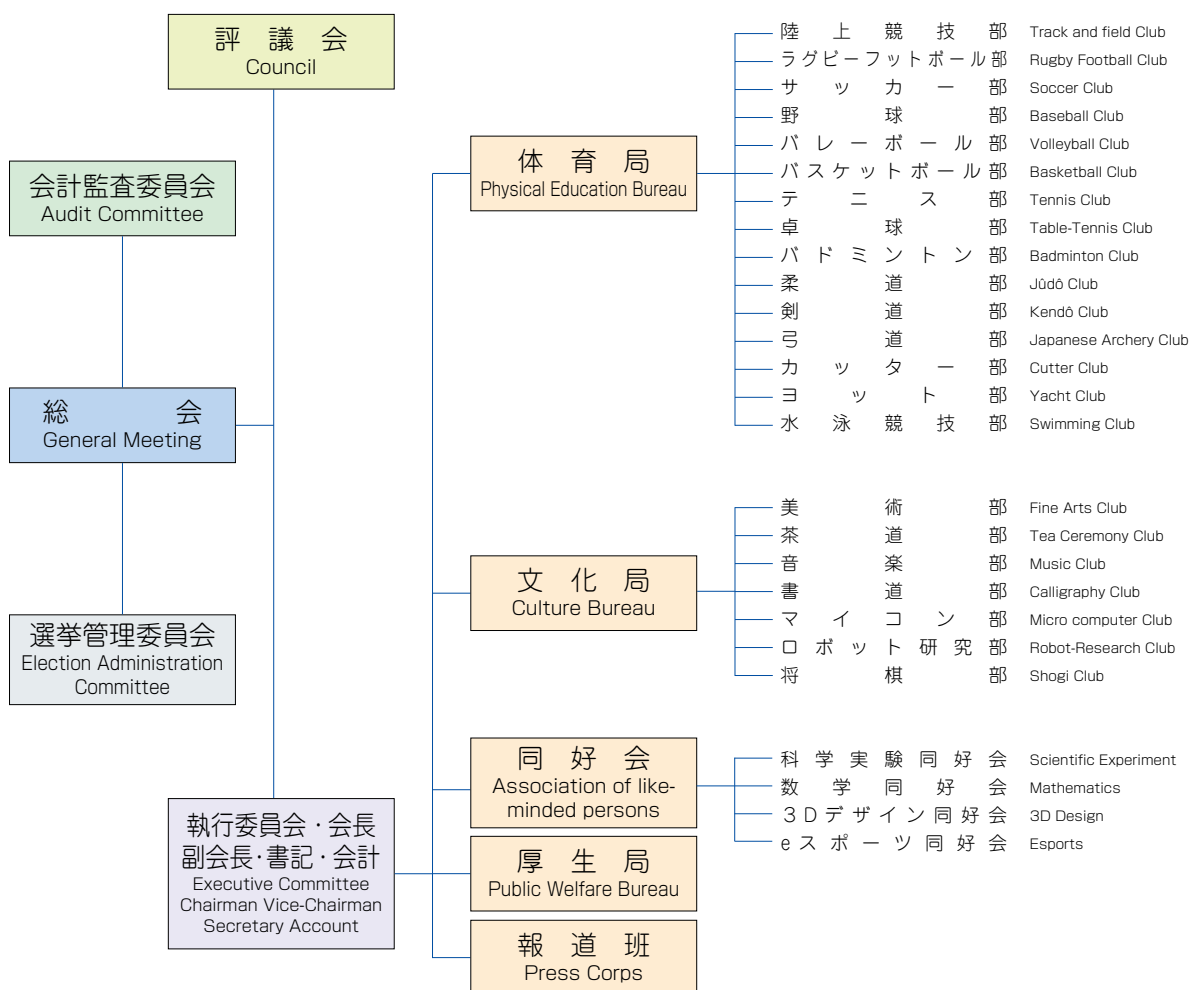 評議会
Council
会計監査委員会
Audit Committee
総会
General Meeting
選挙管理委員会
Election Administration
Committee
執行委員会・会長
副会長・書記・会計
Executive Committee
Chairman Vice-Chairman
Secretary Account
体育局
Physical Education Bureau
陸上競技部 Track and field Club
ラグビーフットボール部 Rugby Football Club
サッカー部 Soccer Club
野球部 Baseball Club
バレーボール部 Volleyball Club
バスケットボール部 Basketball Club
テニス部 Tennis Club
卓球部 Table-Tennis Club
バドミントン部 Badminton Club
柔道部 Jûdô Club
剣道部 Kendô Club
弓道部 Japanese Archery Club
カッター部 Cutter Club
ヨット部 Yacht Club
水泳競技部 Swimming Club
文化局
Culture Bureau
美術部 Fine Arts Club
茶道部 Tea Ceremony Club
音楽部 Music Club
書道部 Calligraphy Club
マイコン部 Micro computer Club
ロボット研究部 Robot-Research Club
将棋部 Shogi Club
同好会
Association of like-
minded persons
科学実験同好会 Scientific Experiment
数学同好会 Mathematics
3Dデザイン同好会 3D Design
eスポーツ同好会 Esports
厚生局
Public Welfare Bureau
報道班
Press Corps